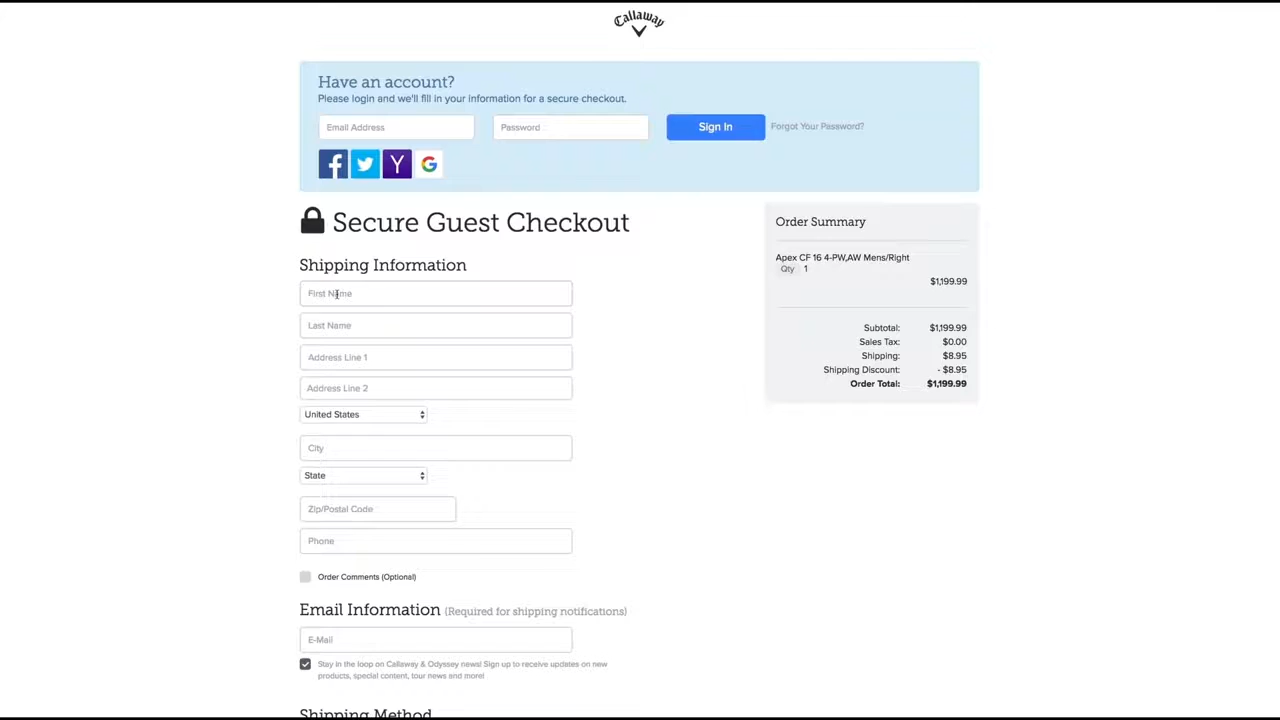 Callaway
Have an account?
Please login and we'll fill in your information for a secure checkout.
Email Address
Password
Sign In
Forgot Your Password?
Y
G
Secure Guest Checkout
Shipping Information
First Name
Last Name
Address Line 1
Address Line 2
United States
City
State
Zip/Postal Code
Phone
Order Comments (Optional)
Email Information (Required for shipping notifications)
E-Mail
Stay in the loop on Callaway & Odyssey news! Sign up to receive updates on new
products, special content, tour news and more!
Shipping Method
Order Summary
Apex CF 16 4-PW,AW Mens/Right
Qty 1
$1,199.99
Subtotal: $1,199.99
Sales Tax: $0.00
Shipping: $8.95
Shipping Discount: - $8.95
Order Total: $1,199.99